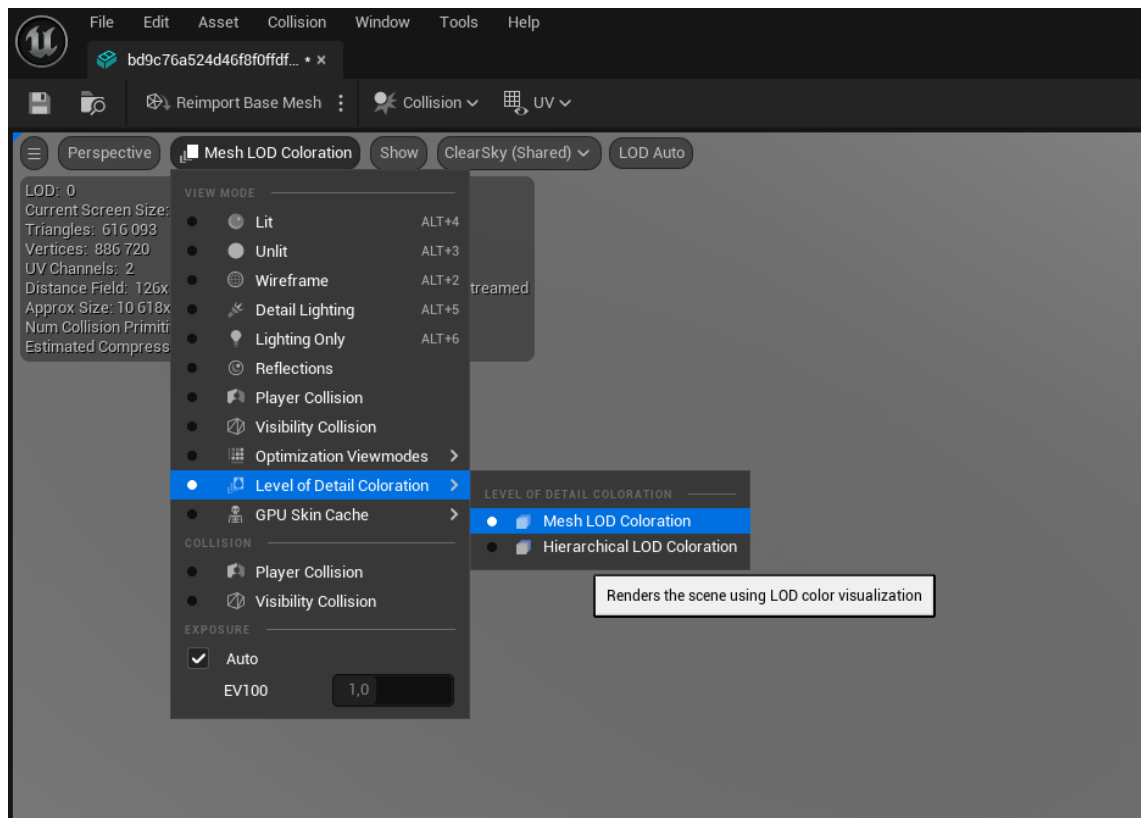 File Edit Asset Collision Window Tools Help
bd9c76a524d46f8f0ffdf... • ×
Reimport Base Mesh Collision UV
Perspective Mesh LOD Coloration Show ClearSky (Shared) LOD Auto
LOD: 0
Current Screen Size:
Triangles: 616 093
Vertices: 886 720
UV Channels: 2
Distance Field: 126x
treamed
Approx Size: 10 618x
Num Collision Primiti
Estimated Compress
VIEW MODE
Lit ALT+4
Unlit ALT+3
Wireframe ALT+2
Detail Lighting ALT+5
Lighting Only ALT+6
Reflections
Player Collision
Visibility Collision
Optimization Viewmodes
Level of Detail Coloration
GPU Skin Cache
COLLISION
Player Collision
Visibility Collision
EXPOSURE
Auto
EV100 1,0
LEVEL OF DETAIL COLORATION
Mesh LOD Coloration
Hierarchical LOD Coloration
Renders the scene using LOD color visualization